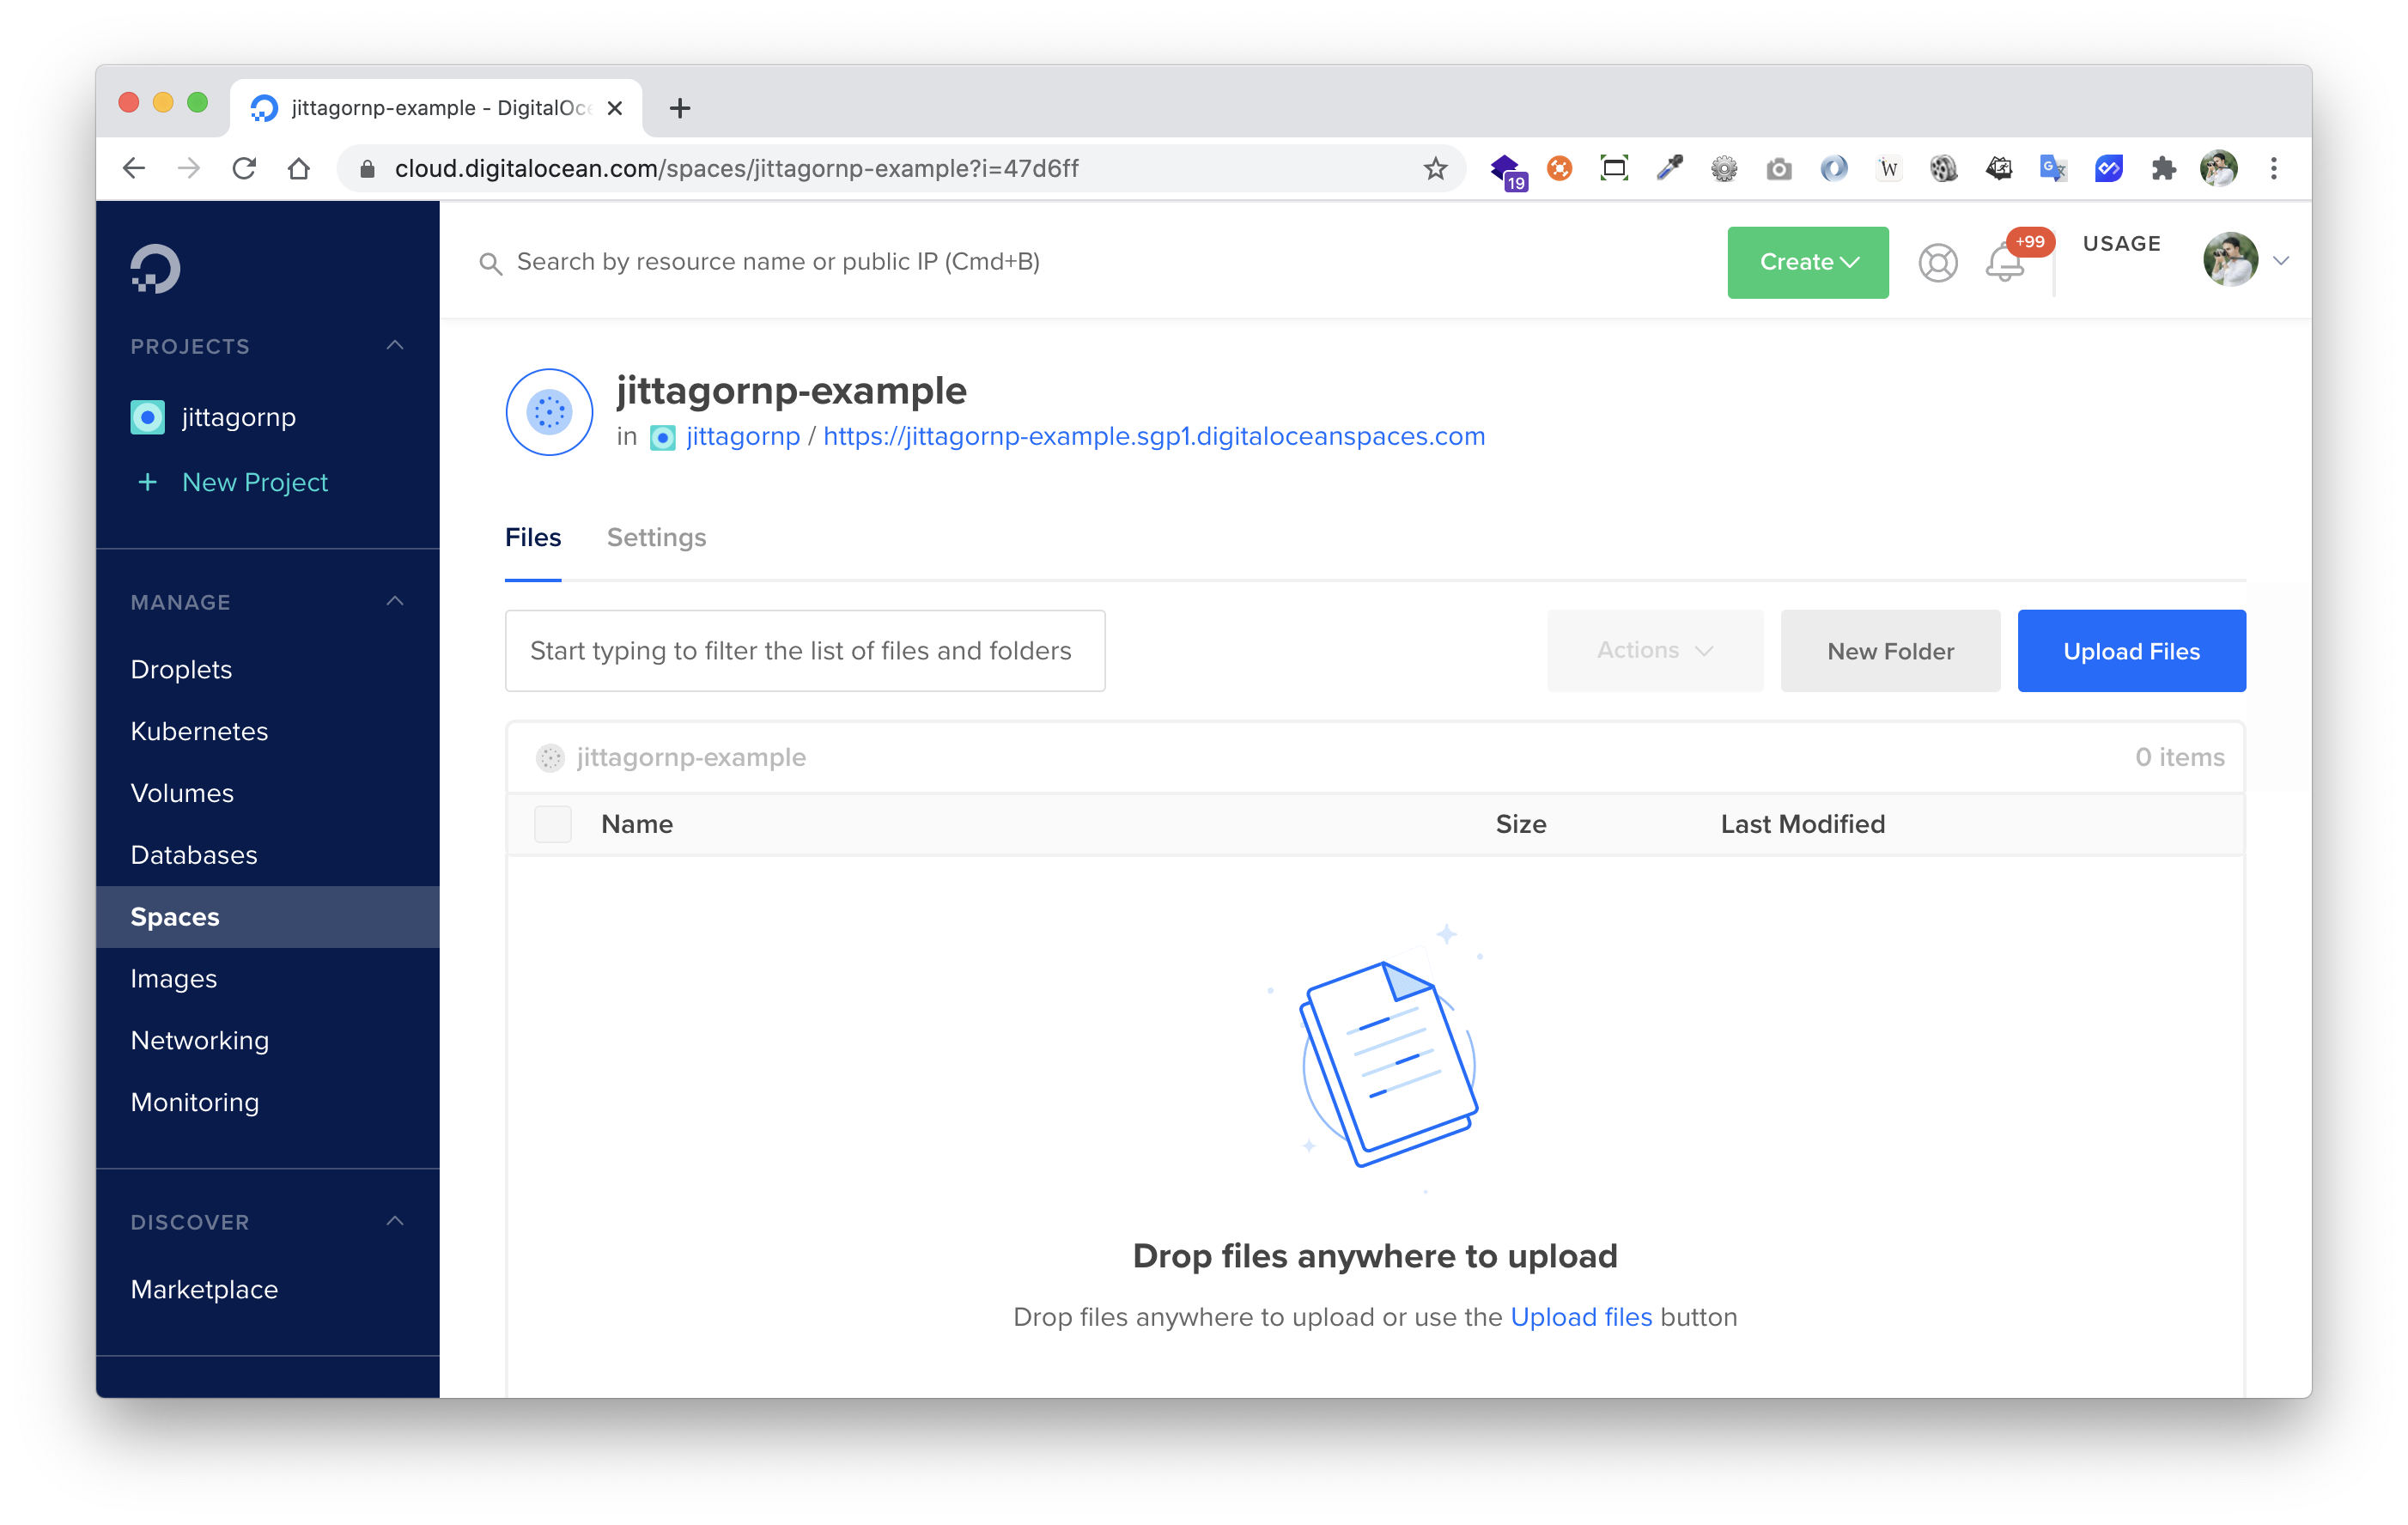 jittagornp-example - DigitalOc
cloud.digitalocean.com/spaces/jittagornp-example?i=47d6ff
19
W
G
Search by resource name or public IP (Cmd+B)
Create
+99
USAGE
PROJECTS
jittagornp
New Project
MANAGE
Droplets
Kubernetes
Volumes
Databases
Spaces
Images
Networking
Monitoring
DISCOVER
Marketplace
jittagornp-example
in jittagornp / https://jittagornp-example.sgp1.digitaloceanspaces.com
Files Settings
Start typing to filter the list of files and folders
Actions
New Folder
Upload Files
jittagornp-example 0 items
Name Size Last Modified
Drop files anywhere to upload
Drop files anywhere to upload or use the Upload files button